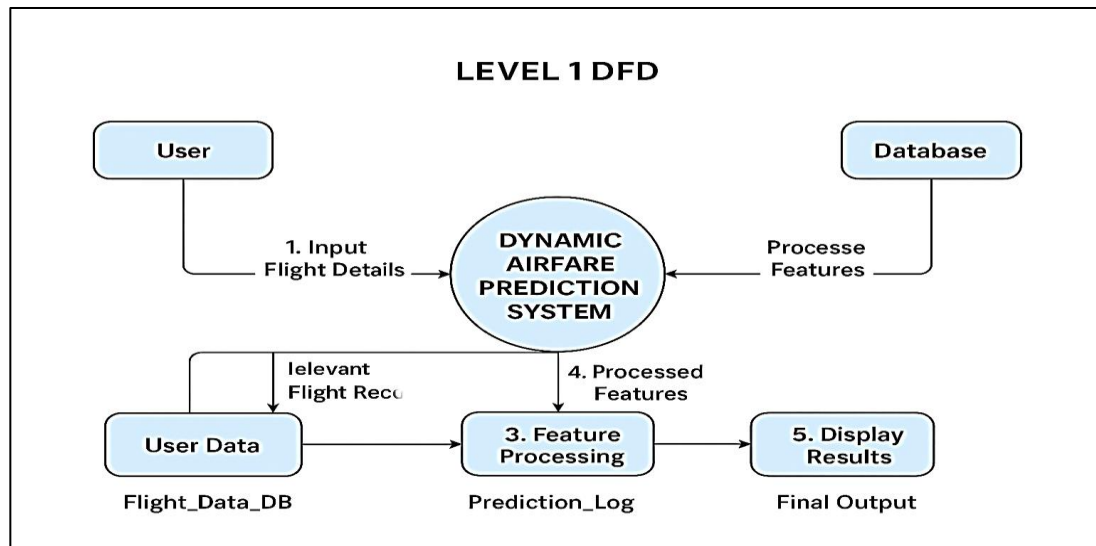 LEVEL 1 DFD
User
Database
1. Input
Flight Details
DYNAMIC
AIRFARE
PREDICTION
SYSTEM
Processe
Features
lelevant
Flight Reco
4. Processed
Features
User Data
3. Feature
Processing
5. Display
Results
Flight_Data_DB
Prediction_Log
Final Output